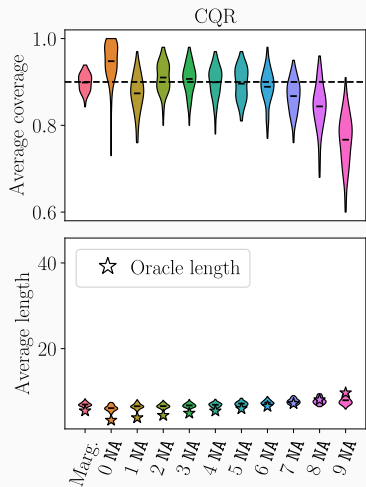 CQR
Average coverage
1.0
0.8
0.6
Average length
40
20
Oracle length
Marg.
0 NA
1 NA
2 NA
3 NA
4 NA
5 NA
6 NA
7 NA
8 NA
9 NA